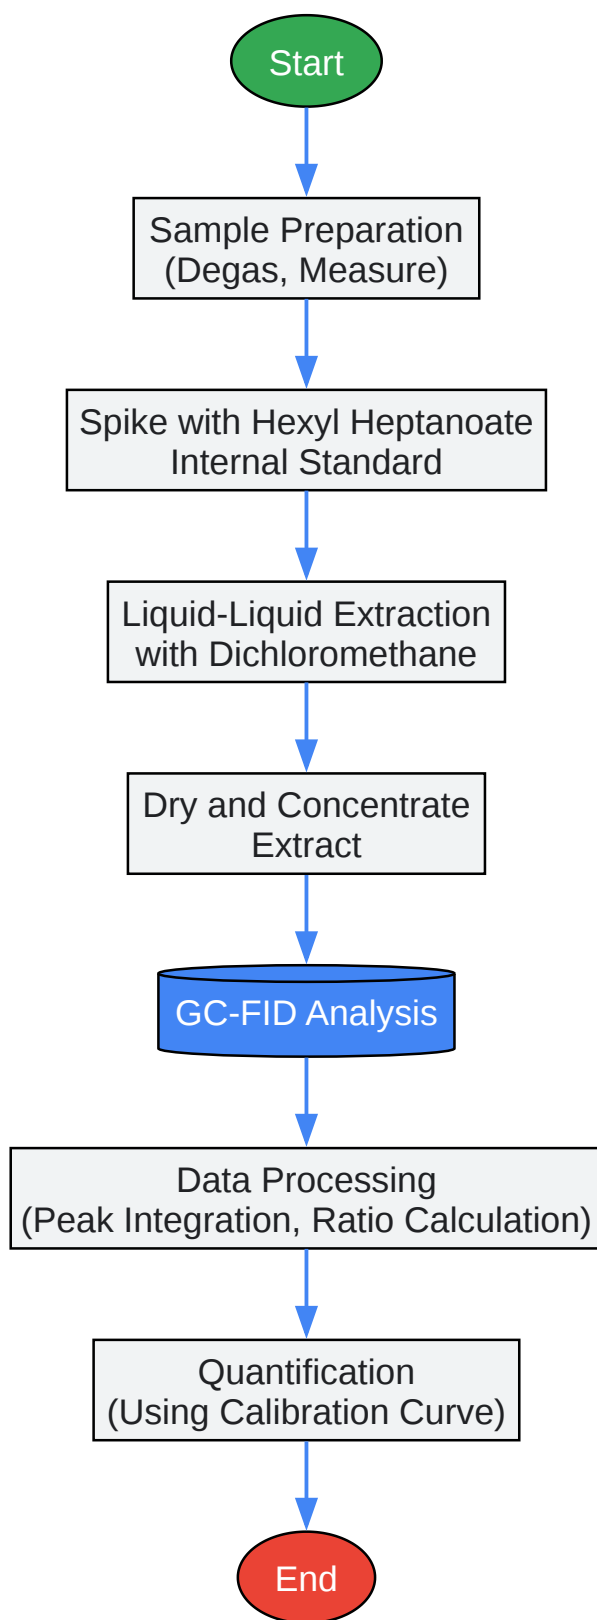 Start
Sample Preparation
(Degas, Measure)
Spike with Hexyl Heptanoate
Internal Standard
Liquid-Liquid Extraction
with Dichloromethane
Dry and Concentrate
Extract
GC-FID Analysis
Data Processing
(Peak Integration, Ratio Calculation)
Quantification
(Using Calibration Curve)
End